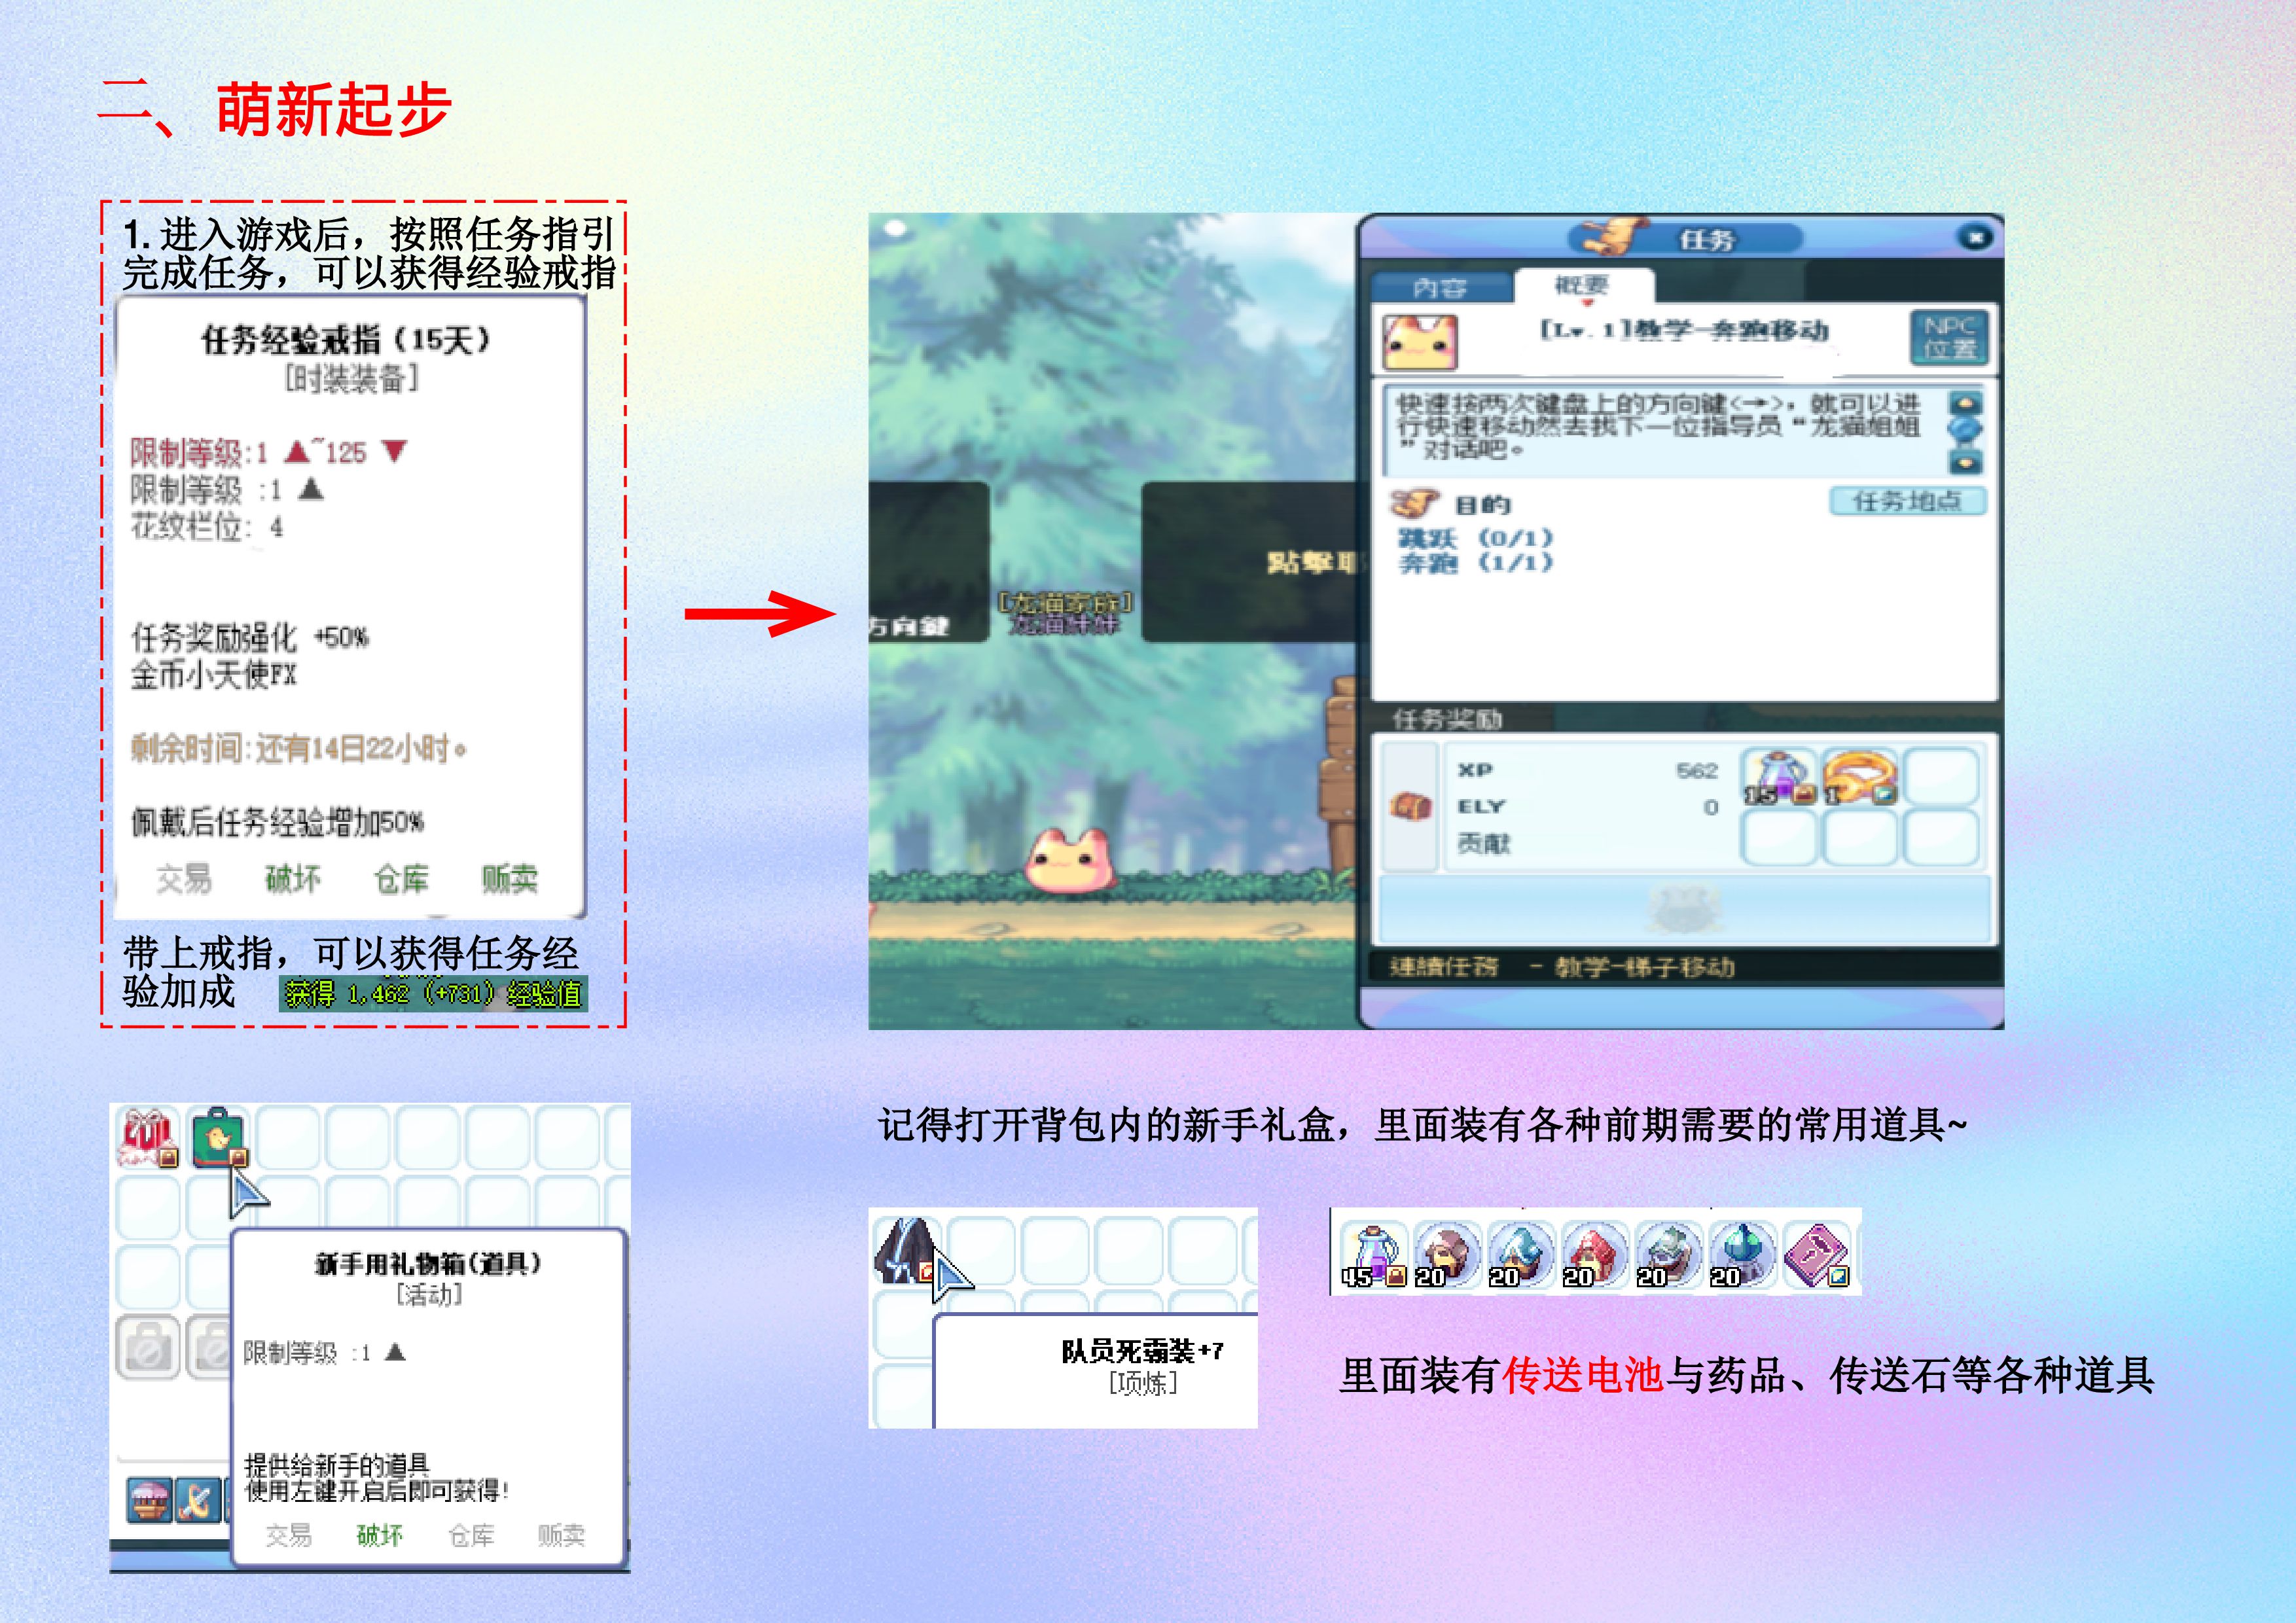 二、萌新起步
1. 进入游戏后，按照任务指引
完成任务，可以获得经验戒指
任务经验戒指（15天）
[时装装备]
限制等级:1 ▲~125 ▼
限制等级 :1 ▲
花纹栏位: 4
任务奖励强化 +50%
金币小天使FX
剩余时间:还有14日22小时。
佩戴后任务经验增加50%
交易 破坏 仓库 贩卖
带上戒指，可以获得任务经
验加成
获得 1,462 (+731) 经验值
方向鍵
[龙猫家族]
龙猫妹妹
點擊耶
任务
內容 概要
[Lv.1]教学-奔跑移动
NPC
位置
快速按两次键盘上的方向键<→>，就可以进
行快速移动然去找下一位指导员“龙猫姐姐
”对话吧。
目的
任务地点
跳跃 (0/1)
奔跑 (1/1)
任务奖励
XP 562
ELY 0
贡献
15 1
連續任務 - 教学-梯子移动
新手用礼物箱(道具)
[活动]
限制等级 :1 ▲
提供给新手的道具
使用左键开启后即可获得!
交易 破坏 仓库 贩卖
记得打开背包内的新手礼盒，里面装有各种前期需要的常用道具~
队员死霸装+7
[项炼]
45 20 20 20 20 20
里面装有传送电池与药品、传送石等各种道具